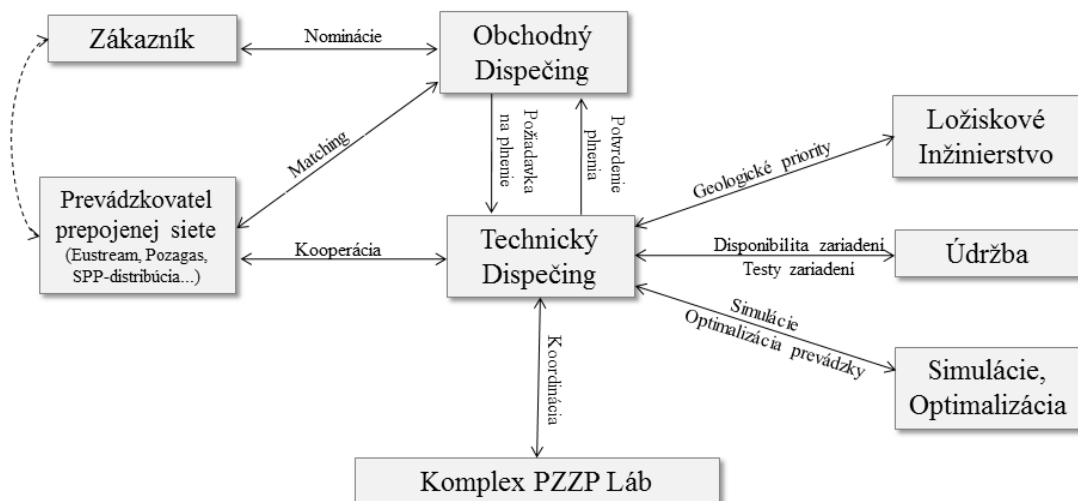 Zákazník
Nominácie
Obchodný
Dispečing
Matching
Požiadavka
na plnenie
Potvrdenie
plnenia
Ložiskové
Inžinierstvo
Geologické priority
Prevádzkovatel
prepojenej siete
(Eustream, Pozagas,
SPP-distribúcia...)
Kooperácia
Technický
Dispečing
Disponibilita zariadení
Testy zariadení
Údržba
Simulácie
Optimalizácia prevádzky
Simulácie,
Optimalizácia
Koordinácia
Komplex PZZP Láb